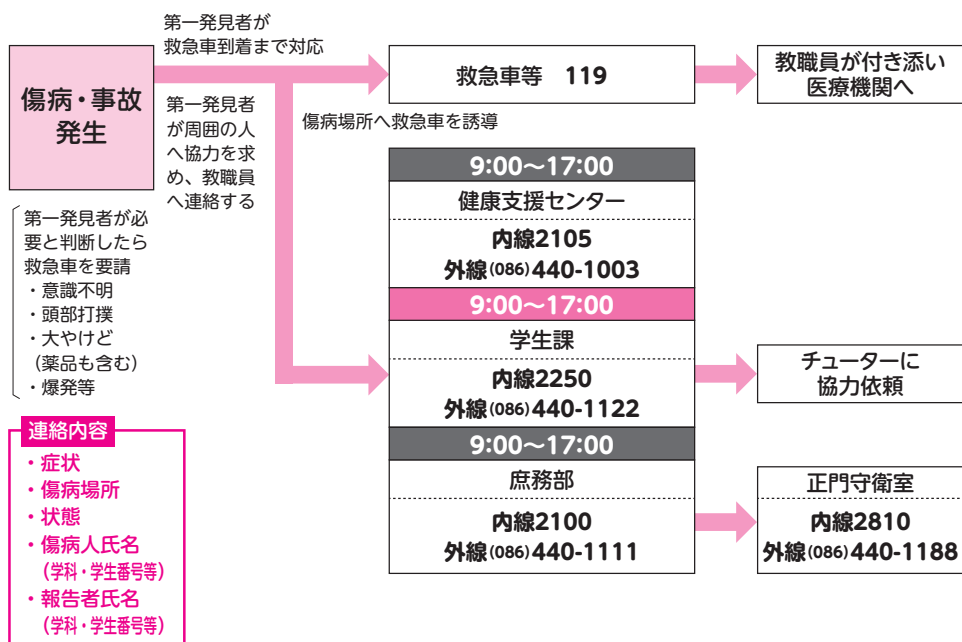 傷病・事故
発生
第一発見者が
救急車到着まで対応
救急車等 119
教職員が付き添い
医療機関へ
第一発見者
が周囲の人
へ協力を求
め、教職員
へ連絡する
傷病場所へ救急車を誘導
第一発見者が必
要と判断したら
救急車を要請
・意識不明
・頭部打撲
・大やけど
（薬品も含む）
・爆発等
9:00〜17:00
健康支援センター
内線2105
外線(086)440-1003
9:00〜17:00
学生課
内線2250
外線(086)440-1122
チューターに
協力依頼
9:00〜17:00
庶務部
内線2100
外線(086)440-1111
正門守衛室
内線2810
外線(086)440-1188
連絡内容
・症状
・傷病場所
・状態
・傷病人氏名
（学科・学生番号等）
・報告者氏名
（学科・学生番号等）